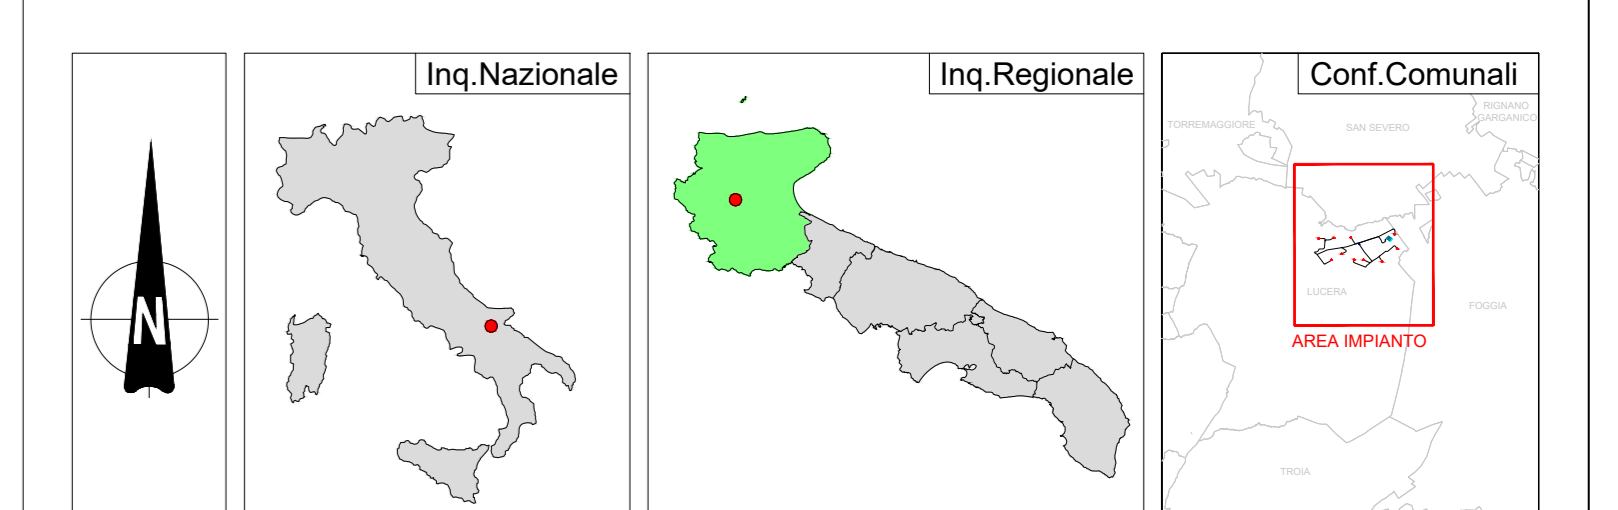 Inq.Nazionale
Inq.Regionale
Conf.Comunali
RIGNANO
GARGANICO
TORREMAGGIORE
SAN SEVERO
N
LUCERA
FOGGIA
AREA IMPIANTO
TROIA